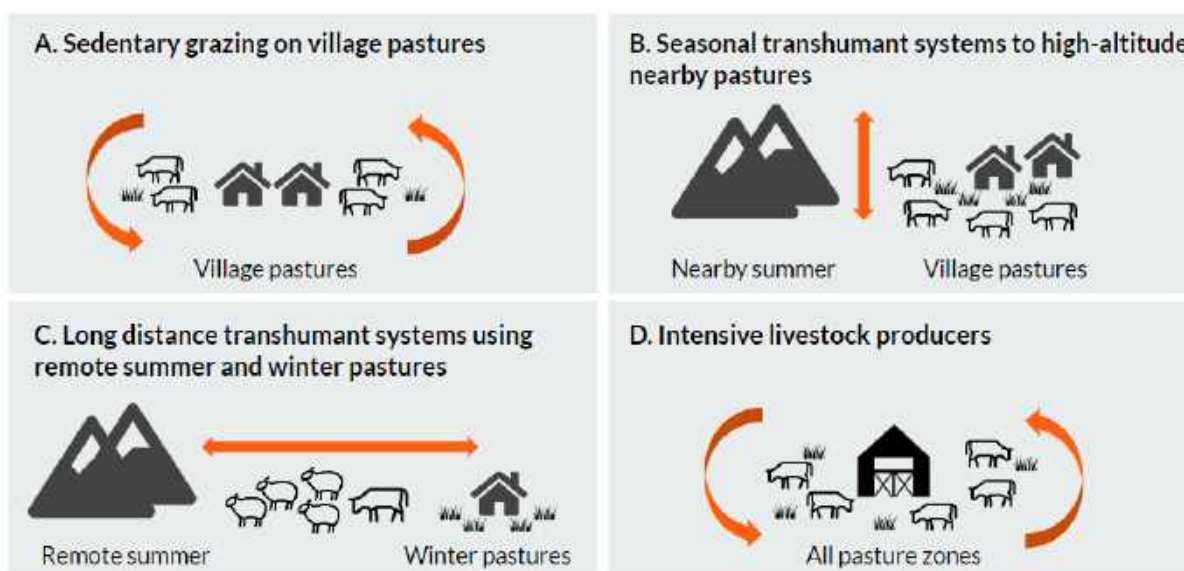 A. Sedentary grazing on village pastures
Village pastures
B. Seasonal transhumant systems to high-altitude
nearby pastures
Nearby summer
Village pastures
C. Long distance transhumant systems using
remote summer and winter pastures
Remote summer
Winter pastures
D. Intensive livestock producers
All pasture zones